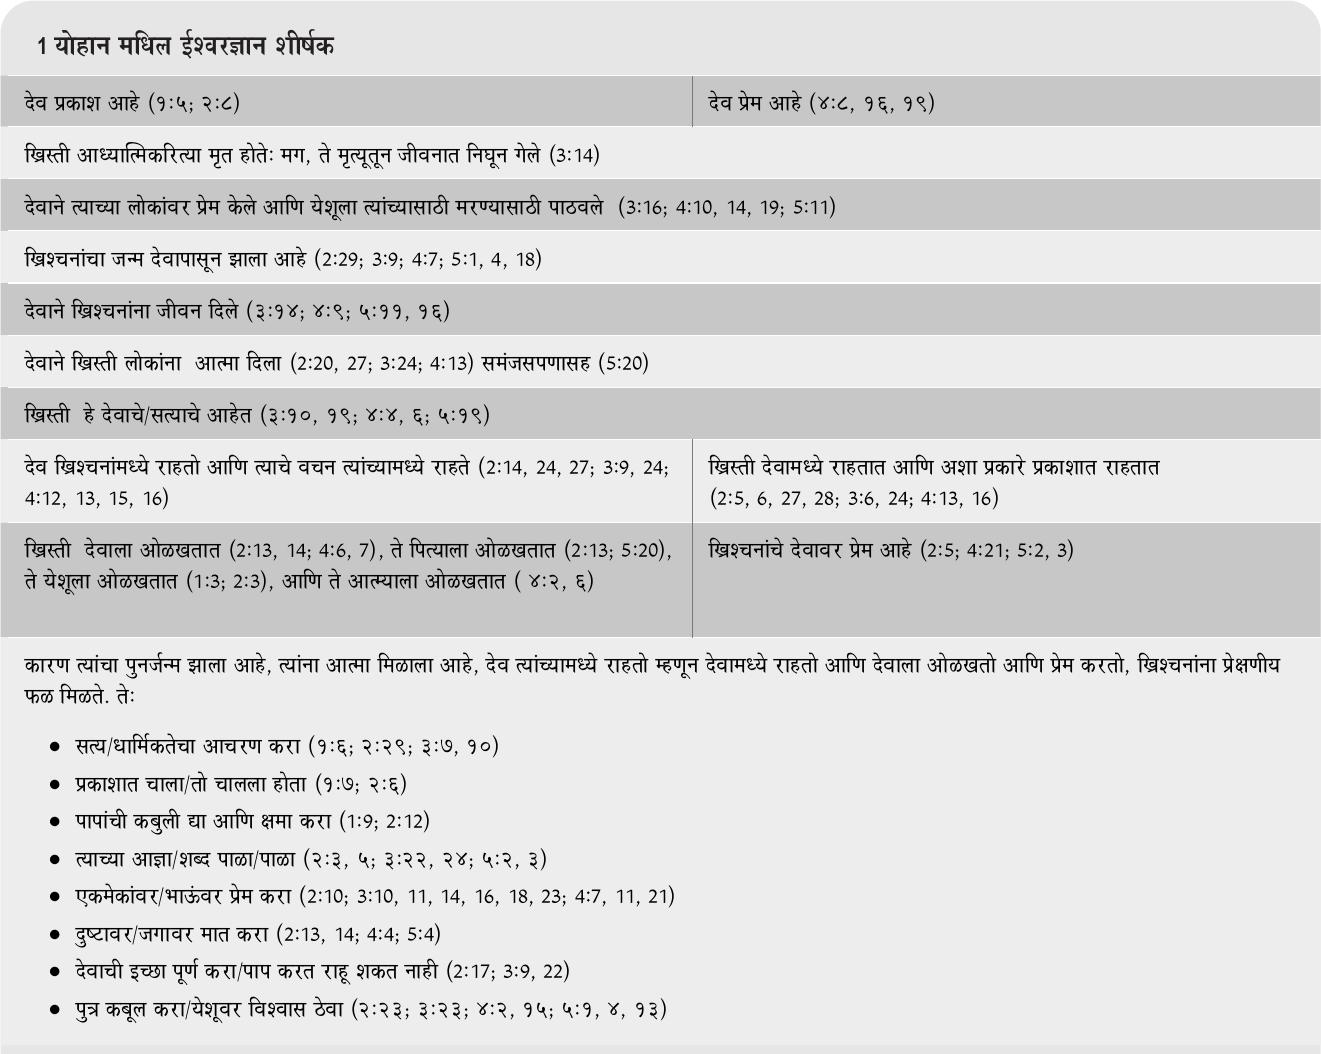 1 योहान मधिल ईश्वरज्ञान शीर्षक
देव प्रकाश आहे (१:५; २:८)
देव प्रेम आहे (४:८, १६, १९)
ख्रिस्ती आध्यात्मिकरित्या मृत होतेः मग, ते मृत्यूतून जीवनात निघून गेले (3:14)
देवाने त्याच्या लोकांवर प्रेम केले आणि येशूला त्यांच्यासाठी मरण्यासाठी पाठवले (3:16; 4:10, 14, 19; 5:11)
ख्रिश्चनांचा जन्म देवापासून झाला आहे (2:29; 3:9; 4:7; 5:1, 4, 18)
देवाने ख्रिश्चनांना जीवन दिले (३:१४; ४:९; ५:११, १६)
देवाने ख्रिस्ती लोकांना आत्मा दिला (2:20, 27; 3:24; 4:13) समंजसपणासह (5:20)
ख्रिस्ती हे देवाचे/सत्याचे आहेत (३:१०, १९; ४:४, ६; ५:१९)
देव ख्रिश्चनांमध्ये राहतो आणि त्याचे वचन त्यांच्यामध्ये राहते (2:14, 24, 27; 3:9, 24;
4:12, 13, 15, 16)
ख्रिस्ती देवामध्ये राहतात आणि अशा प्रकारे प्रकाशात राहतात
(2:5, 6, 27, 28; 3:6, 24; 4:13, 16)
ख्रिस्ती देवाला ओळखतात (2:13, 14; 4:6, 7), ते पित्याला ओळखतात (2:13; 5:20),
ते येशूला ओळखतात (1:3; 2:3), आणि ते आत्म्याला ओळखतात ( ४:२, ६)
ख्रिश्चनांचे देवावर प्रेम आहे (2:5; 4:21; 5:2, 3)
कारण त्यांचा पुनर्जन्म झाला आहे, त्यांना आत्मा मिळाला आहे, देव त्यांच्यामध्ये राहतो म्हणून देवामध्ये राहतो आणि देवाला ओळखतो आणि प्रेम करतो, ख्रिश्चनांना प्रेक्षणीय
फळ मिळते. तेः
• सत्य/धार्मिकतेचा आचरण करा (१:६; २:२९; ३:७, १०)
• प्रकाशात चाला/तो चालला होता (१:७; २:६)
• पापांची कबुली द्या आणि क्षमा करा (1:9; 2:12)
• त्याच्या आज्ञा/शब्द पाळा/पाळा (२:३, ५; ३:२२, २४; ५:२, ३)
• एकमेकांवर/भाऊंवर प्रेम करा (2:10; 3:10, 11, 14, 16, 18, 23; 4:7, 11, 21)
• दुष्टावर/जगावर मात करा (2:13, 14; 4:4; 5:4)
• देवाची इच्छा पूर्ण करा/पाप करत राहू शकत नाही (2:17; 3:9, 22)
• पुत्र कबूल करा/येशूवर विश्वास ठेवा (२:२३; ३:२३; ४:२, १५; ५:१, ४, १३)